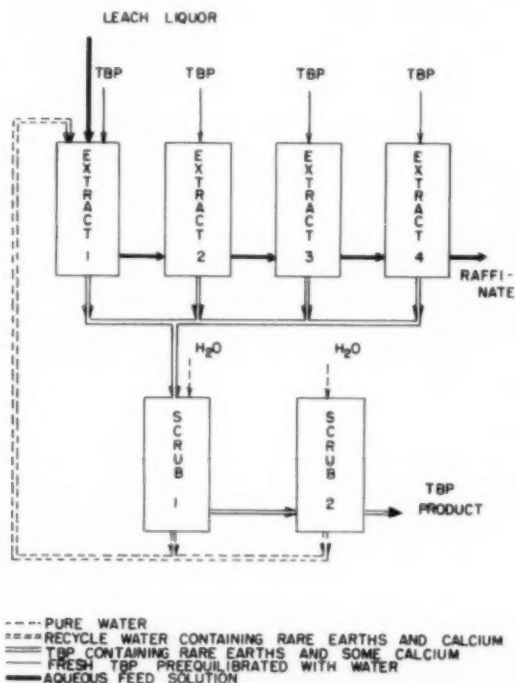 LEACH LIQUOR
TBP TBP TBP TBP
EXTRACT 1
EXTRACT 2
EXTRACT 3
EXTRACT 4
RAFFI-
NATE
H₂O H₂O
SCRUB 1
SCRUB 2
TBP
PRODUCT
PURE WATER
RECYCLE WATER CONTAINING RARE EARTHS AND CALCIUM
TBP CONTAINING RARE EARTHS AND SOME CALCIUM
FRESH TBP PREEQUILIBRATED WITH WATER
AQUEOUS FEED SOLUTION